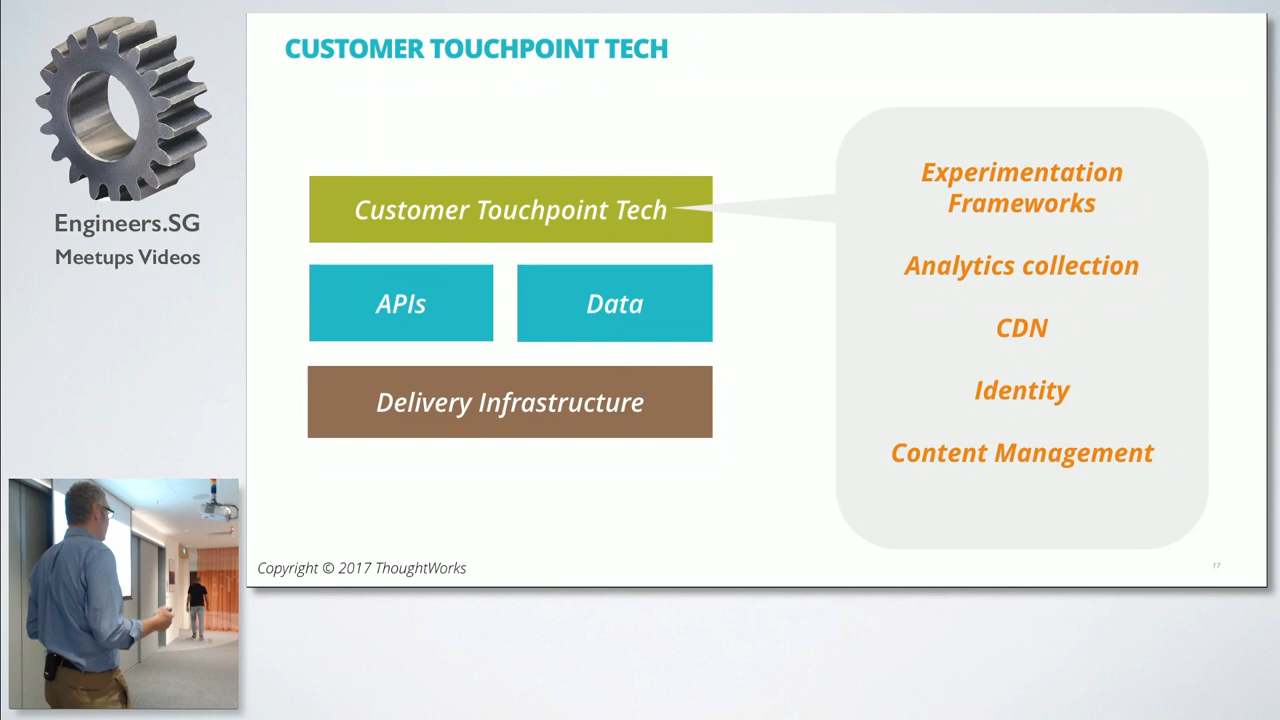 Engineers.SG
Meetups Videos
CUSTOMER TOUCHPOINT TECH
Customer Touchpoint Tech
APIs
Data
Delivery Infrastructure
Experimentation
Frameworks
Analytics collection
CDN
Identity
Content Management
Copyright © 2017 ThoughtWorks
17